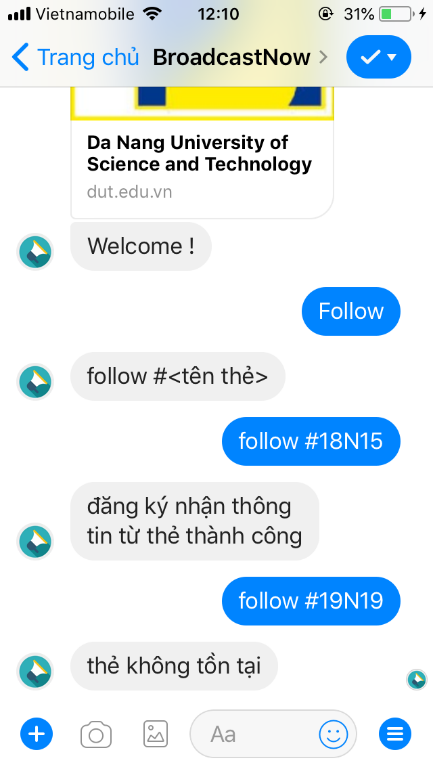 Vietnamobile 12:10 31%
Trang chủ BroadcastNow
Da Nang University of
Science and Technology
dut.edu.vn
Welcome !
Follow
follow #<tên thẻ>
follow #18N15
đăng ký nhận thông
tin từ thẻ thành công
follow #19N19
thẻ không tồn tại
Aa